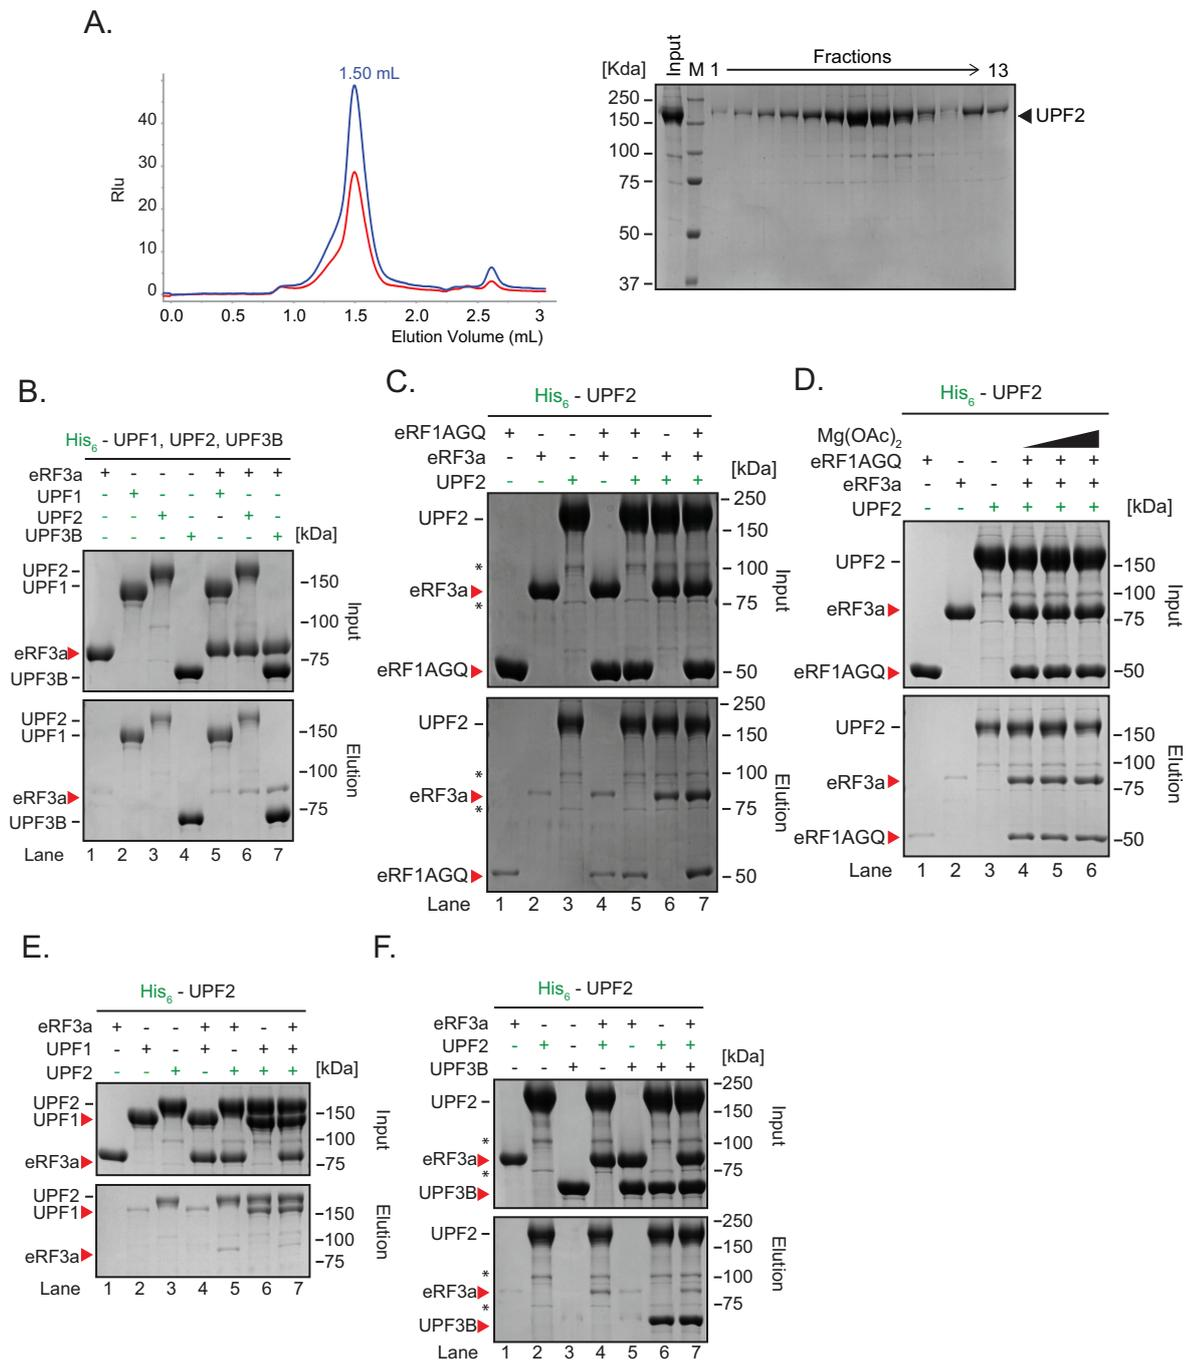 A.
1.50 mL
Rlu
40
30
20
10
0
0.0 0.5 1.0 1.5 2.0 2.5 3
Elution Volume (mL)
[Kda] Input M 1 Fractions 13
250
150
100
75
50
37
UPF2
B.
His6 - UPF1, UPF2, UPF3B
eRF3a + - - - + + +
UPF1 - + - - + - -
UPF2 - - + - - + -
UPF3B - - - + - - + [kDa]
UPF2
UPF1
eRF3a
UPF3B
150
100
75
Input
UPF2
UPF1
eRF3a
UPF3B
150
100
75
Elution
Lane 1 2 3 4 5 6 7
C.
His6 - UPF2
eRF1AGQ + - - + + - +
eRF3a - + - + - + +
UPF2 - - + - + + +
[kDa]
UPF2
*
eRF3a
*
eRF1AGQ
250
150
100
75
50
Input
UPF2
*
eRF3a
*
eRF1AGQ
250
150
100
75
50
Elution
Lane 1 2 3 4 5 6 7
D.
His6 - UPF2
Mg(OAc)2
eRF1AGQ + - - + + +
eRF3a - + - + + +
UPF2 - - + + + + [kDa]
UPF2
eRF3a
eRF1AGQ
150
100
75
50
Input
UPF2
eRF3a
eRF1AGQ
150
100
75
50
Elution
Lane 1 2 3 4 5 6
E.
His6 - UPF2
eRF3a + - - + + - +
UPF1 - + - + - + +
UPF2 - - + - + + + [kDa]
UPF2
UPF1
eRF3a
150
100
75
Input
UPF2
UPF1
eRF3a
150
100
75
Elution
Lane 1 2 3 4 5 6 7
F.
His6 - UPF2
eRF3a + - - + + - +
UPF2 - + - + - + +
UPF3B - - + - + + +
[kDa]
UPF2
*
eRF3a
*
UPF3B
250
150
100
75
Input
UPF2
*
eRF3a
*
UPF3B
250
150
100
75
Elution
Lane 1 2 3 4 5 6 7